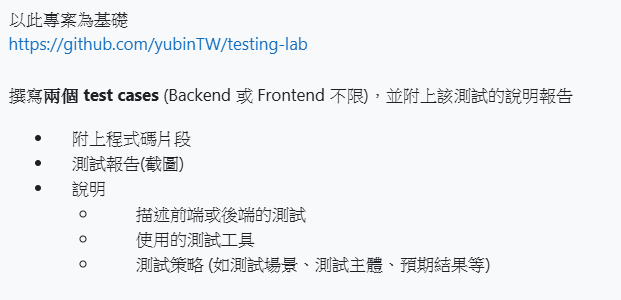 以此專案為基礎
https://github.com/yubinTW/testing-lab
撰寫兩個 test cases (Backend 或 Frontend 不限)，並附上該測試的說明報告
• 附上程式碼片段
• 測試報告(截圖)
• 說明
○ 描述前端或後端的測試
○ 使用的測試工具
○ 測試策略 (如測試場景、測試主體、預期結果等)